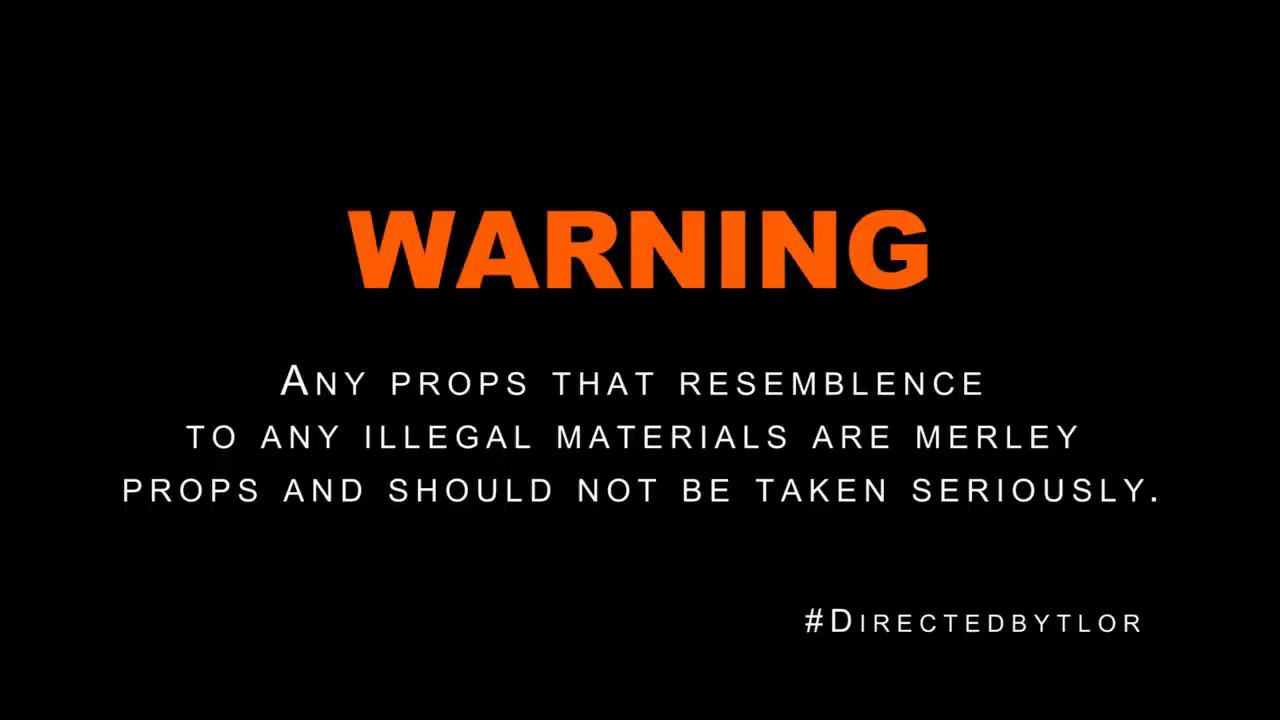 WARNING
Any props that resemblence
to any illegal materials are merley
props and should not be taken seriously.
#Directedbytlor